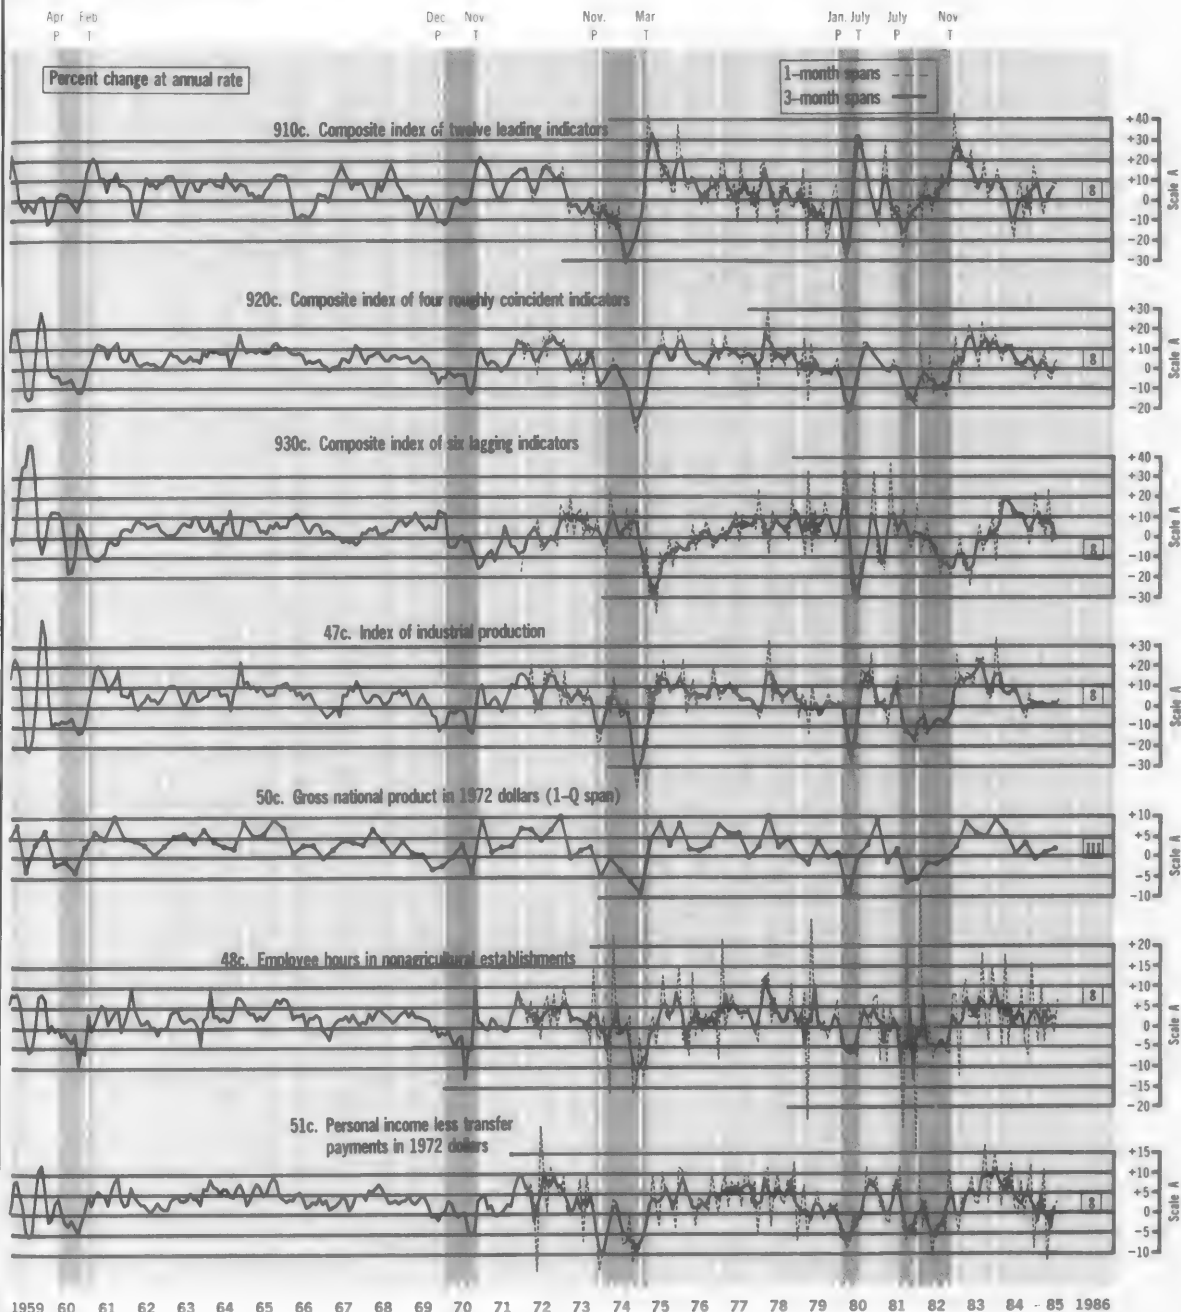 Apr Feb Dec Nov Nov. Mar Jan. July July Nov
P T P T P T P T P T
Percent change at annual rate
1-month spans
3-month spans
910c. Composite index of twelve leading indicators
+40
+30
+20
+10
0
-10
-20
-30
8
Scale A
920c. Composite index of four roughly coincident indicators
+30
+20
+10
0
-10
-20
8
Scale A
930c. Composite index of six lagging indicators
+40
+30
+20
+10
0
-10
-20
-30
8
Scale A
47c. Index of industrial production
+30
+20
+10
0
-10
-20
-30
8
Scale A
50c. Gross national product in 1972 dollars (1-Q span)
+10
+5
0
-5
-10
III
Scale A
48c. Employee hours in nonagricultural establishments
+20
+15
+10
+5
0
-5
-10
-15
-20
8
Scale A
51c. Personal income less transfer
payments in 1972 dollars
+15
+10
+5
0
-5
-10
8
Scale A
1959 60 61 62 63 64 65 66 67 68 69 70 71 72 73 74 75 76 77 78 79 80 81 82 83 84 85 1986